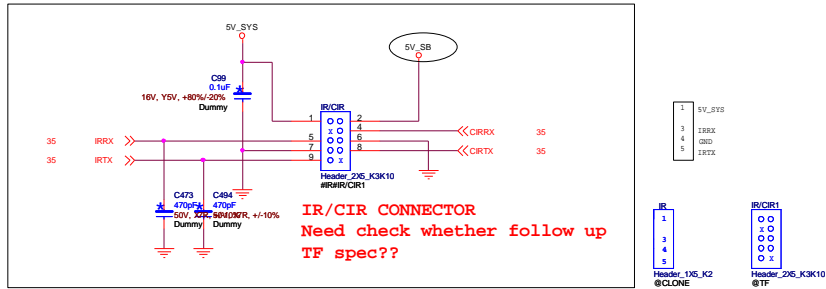 5V_SYS
5V_SB
C99
0.1uF
16V, Y5V, +80%/-20%
Dummy
IR/CIR
1
2
x
4
5
6
7
8
9
x
35
IRRX
35
IRTX
CIRRX
35
CIRTX
35
Header_2X5_K3K10
#IR#IR/CIR1
C473
470pF
Dummy
C494
470pF
Dummy
IR/CIR CONNECTOR
Need check whether follow up
TF spec??
1
5V_SYS
3
IRRX
4
GND
5
IRTX
IR
1
3
4
5
Header_1X5_K2
@CLONE
IR/CIR1
x
x
Header_2X5_K3K10
@TF